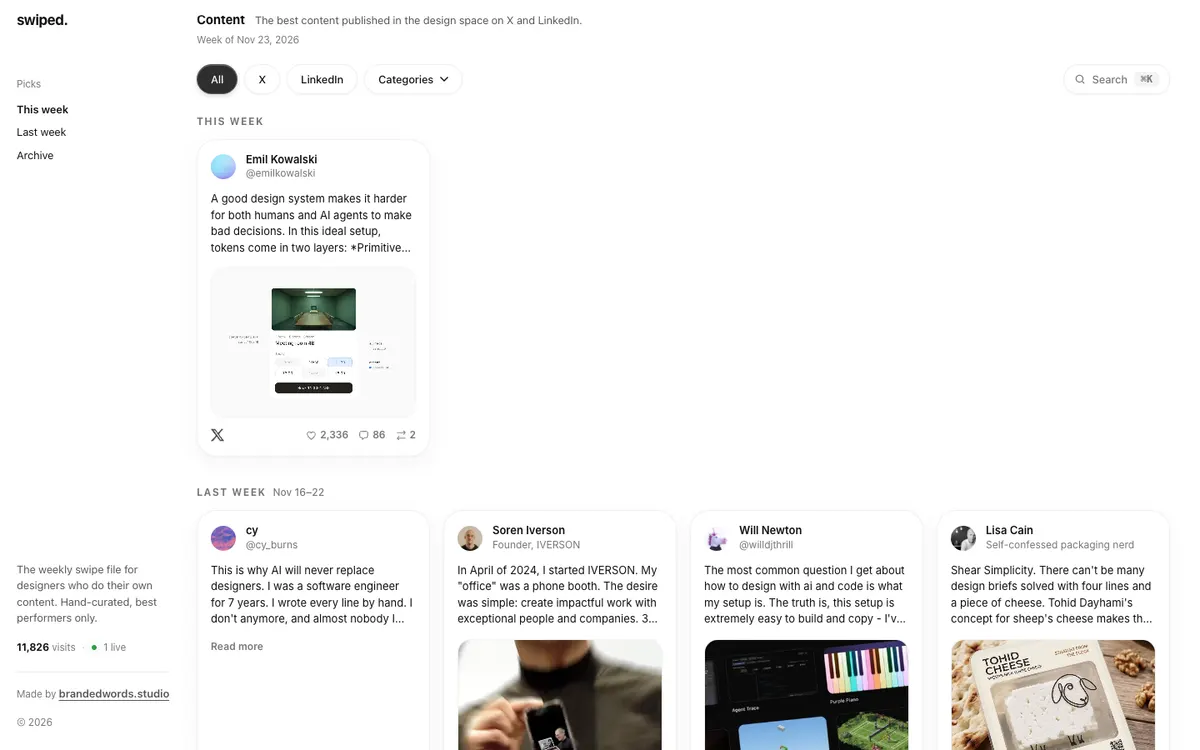 swiped.
Content The best content published in the design space on X and LinkedIn.
Week of Nov 23, 2026
Picks
This week
Last week
Archive
All X LinkedIn Categories Search ⌘K
THIS WEEK
Emil Kowalski
@emilkowalski
A good design system makes it harder
for both humans and AI agents to make
bad decisions. In this ideal setup,
tokens come in two layers: *Primitive...
2,336 86 2
LAST WEEK Nov 16–22
cy
@cy_burns
This is why AI will never replace
designers. I was a software engineer
for 7 years. I wrote every line by hand. I
don't anymore, and almost nobody I...
Read more
Soren Iverson
Founder, IVERSON
In April of 2024, I started IVERSON. My
"office" was a phone booth. The desire
was simple: create impactful work with
exceptional people and companies. 3...
Will Newton
@willdjthrill
The most common question I get about
how to design with ai and code is what
my setup is. The truth is, this setup is
extremely easy to build and copy - I'v...
Agent Trace
Purple Piano
Lisa Cain
Self-confessed packaging nerd
Shear Simplicity. There can't be many
design briefs solved with four lines and
a piece of cheese. Tohid Dayhami's
concept for sheep's cheese makes th...
TOHID
CHEESE
The weekly swipe file for
designers who do their own
content. Hand-curated, best
performers only.
11,826 visits · 1 live
Made by brandedwords.studio
© 2026